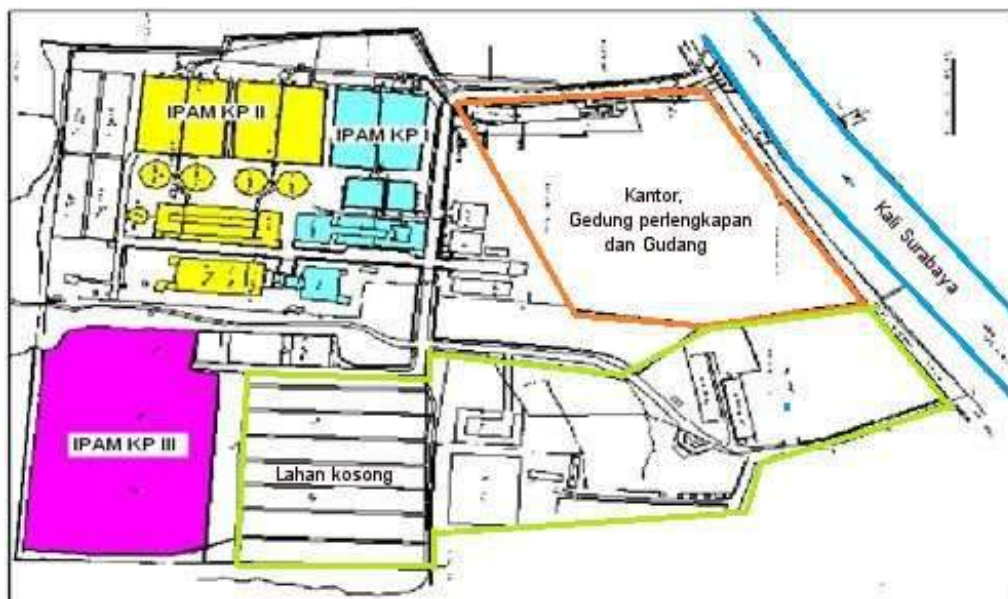 IPAM KP II
IPAM KP I
Kantor,
Gedung perlengkapan
dan Gudang
Kali Surabaya
IPAM KP III
Lahan kosong